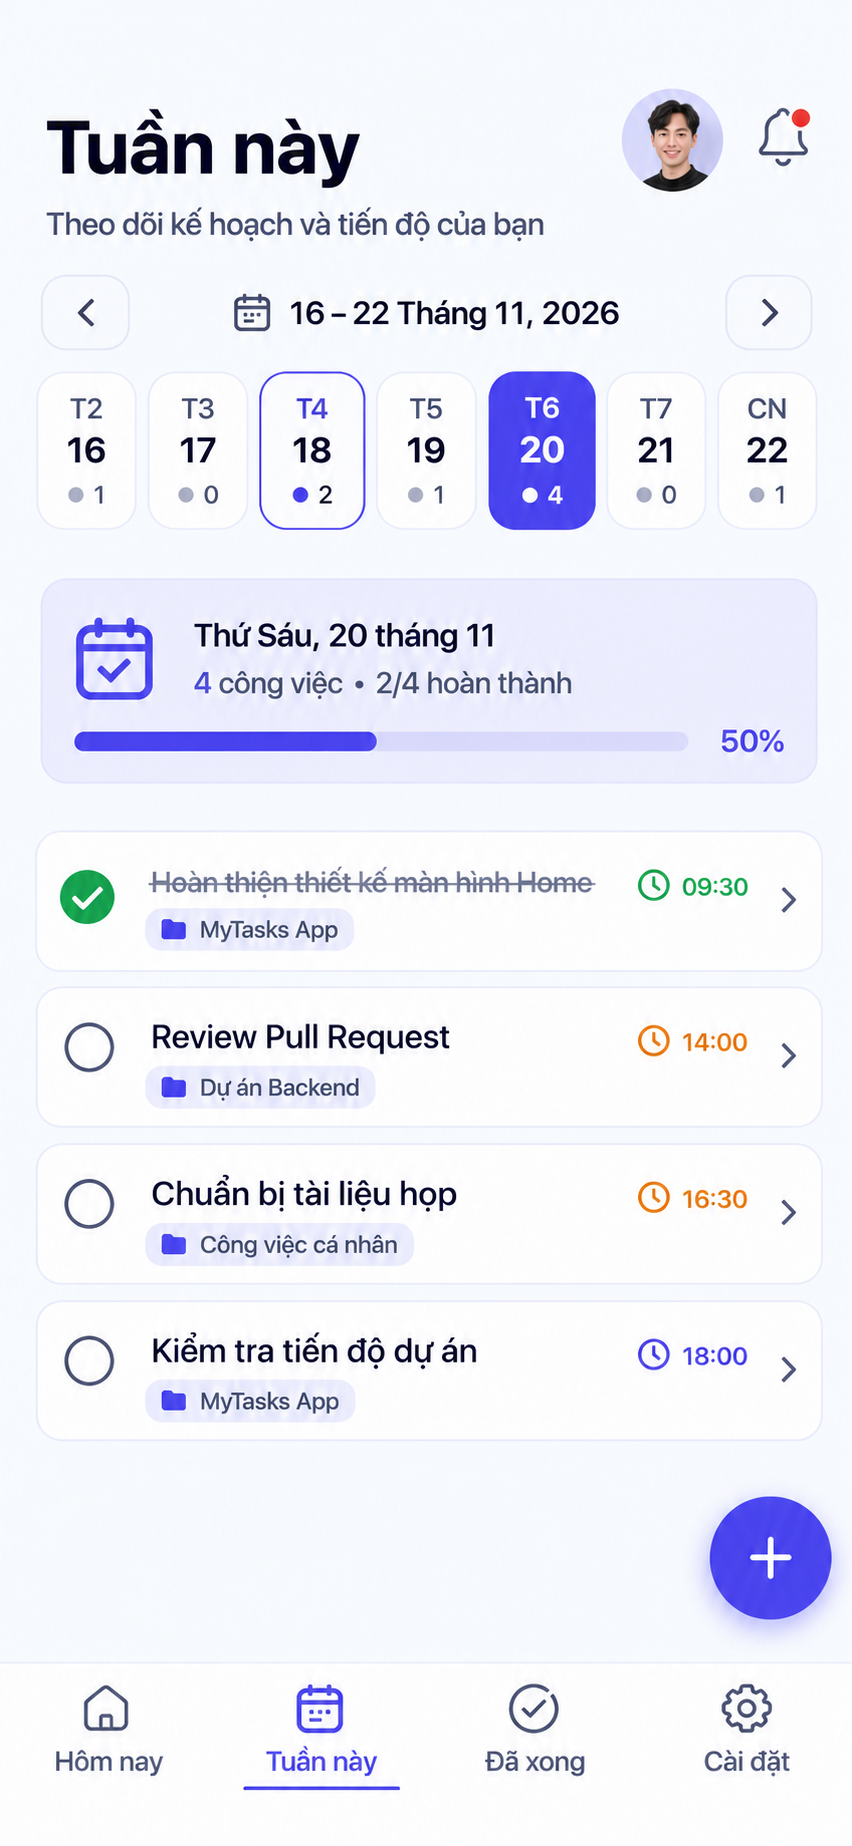 Tuần này
Theo dõi kế hoạch và tiến độ của bạn
16 – 22 Tháng 11, 2026
T2 T3 T4 T5 T6 T7 CN
16 17 18 19 20 21 22
1 0 2 1 4 0 1
Thứ Sáu, 20 tháng 11
4 công việc • 2/4 hoàn thành
50%
Hoàn thiện thiết kế màn hình Home 09:30
MyTasks App
Review Pull Request 14:00
Dự án Backend
Chuẩn bị tài liệu họp 16:30
Công việc cá nhân
Kiểm tra tiến độ dự án 18:00
MyTasks App
Hôm nay Tuần này Đã xong Cài đặt